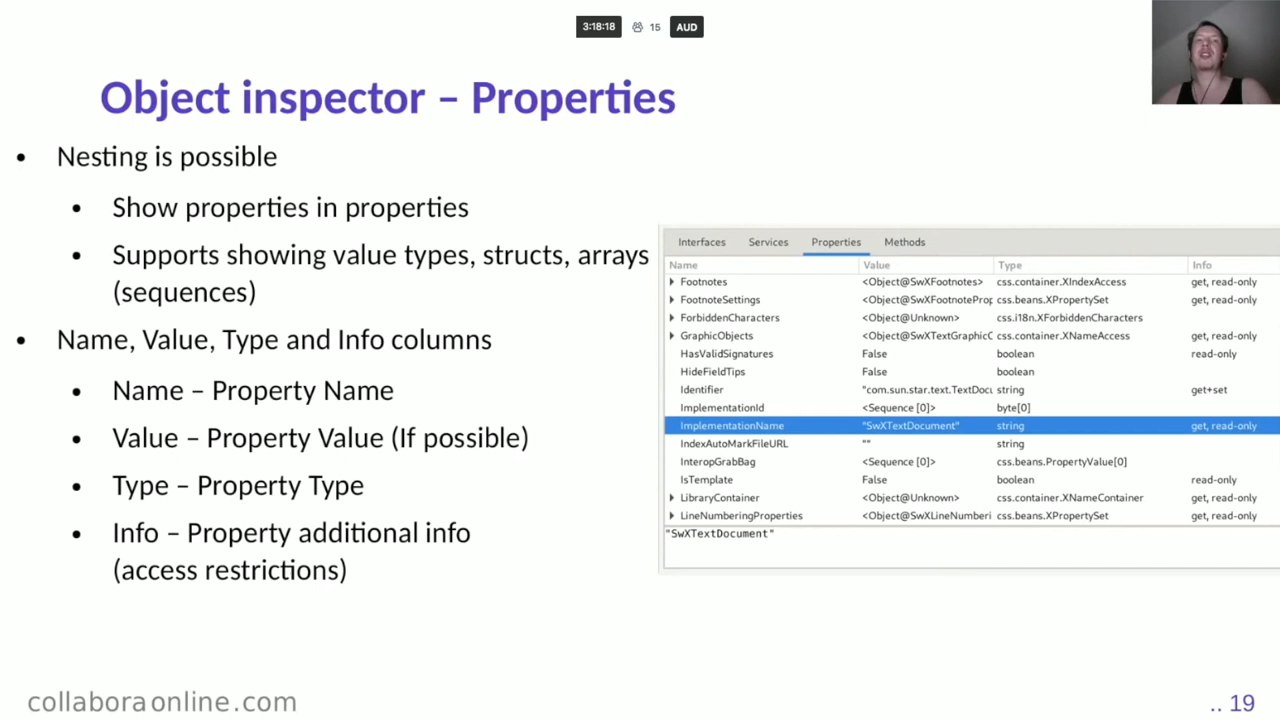 3:18:18 15 AUD
Object inspector – Properties
• Nesting is possible
• Show properties in properties
• Supports showing value types, structs, arrays
(sequences)
• Name, Value, Type and Info columns
• Name – Property Name
• Value – Property Value (If possible)
• Type – Property Type
• Info – Property additional info
(access restrictions)
Interfaces Services Properties Methods
Name Value Type Info
Footnotes <Object@SwXFootnotes> css.container.XIndexAccess get, read-only
FootnoteSettings <Object@SwXFootnoteProp css.beans.XPropertySet get, read-only
ForbiddenCharacters <Object@Unknown> css.i18n.XForbiddenCharacters
GraphicObjects <Object@SwXTextGraphicC css.container.XNameAccess get, read-only
HasValidSignatures False boolean read-only
HideFieldTips False boolean
Identifier "com.sun.star.text.TextDocu string get+set
ImplementationId <Sequence [0]> byte[0]
ImplementationName "SwXTextDocument" string get, read-only
IndexAutoMarkFileURL "" string
InteropGrabBag <Sequence [0]> css.beans.PropertyValue[0]
IsTemplate False boolean read-only
LibraryContainer <Object@Unknown> css.container.XNameContainer get, read-only
LineNumberingProperties <Object@SwXLineNumberi css.beans.XPropertySet get, read-only
"SwXTextDocument"
collaboraonline.com
.. 19